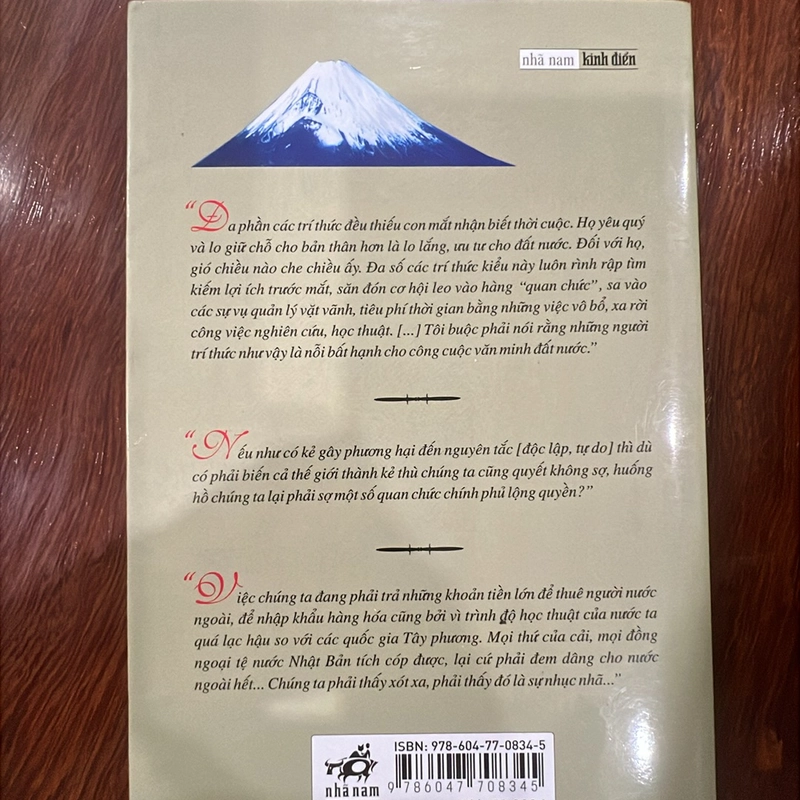 nhã nam kinh điển
“Đa phần các trí thức đều thiếu con mắt nhận biết thời cuộc. Họ yêu quý
và lo giữ chỗ cho bản thân hơn là lo lắng, ưu tư cho đất nước. Đối với họ,
gió chiều nào che chiều ấy. Đa số các trí thức kiểu này luôn rình rập tìm
kiếm lợi ích trước mắt, săn đón cơ hội leo vào hàng “quan chức”, sa vào
các sự vụ quản lý vặt vãnh, tiêu phí thời gian bằng những việc vô bổ, xa rời
công việc nghiên cứu, học thuật. [...] Tôi buộc phải nói rằng những người
trí thức như vậy là nỗi bất hạnh cho công cuộc văn minh đất nước.”
“Nếu như có kẻ gây phương hại đến nguyên tắc [độc lập, tự do] thì dù
có phải biến cả thế giới thành kẻ thù chúng ta cũng quyết không sợ, huống
hồ chúng ta lại phải sợ một số quan chức chính phủ lộng quyền?”
“Việc chúng ta đang phải trả những khoản tiền lớn để thuê người nước
ngoài, để nhập khẩu hàng hóa cũng bởi vì trình độ học thuật của nước ta
quá lạc hậu so với các quốc gia Tây phương. Mọi thứ của cải, mọi đồng
ngoại tệ nước Nhật Bản tích cóp được, lại cứ phải đem dâng cho nước
ngoài hết... Chúng ta phải thấy xót xa, phải thấy đó là sự nhục nhã...”
ISBN: 978-604-77-0834-5
nhã nam
9 786047 708345